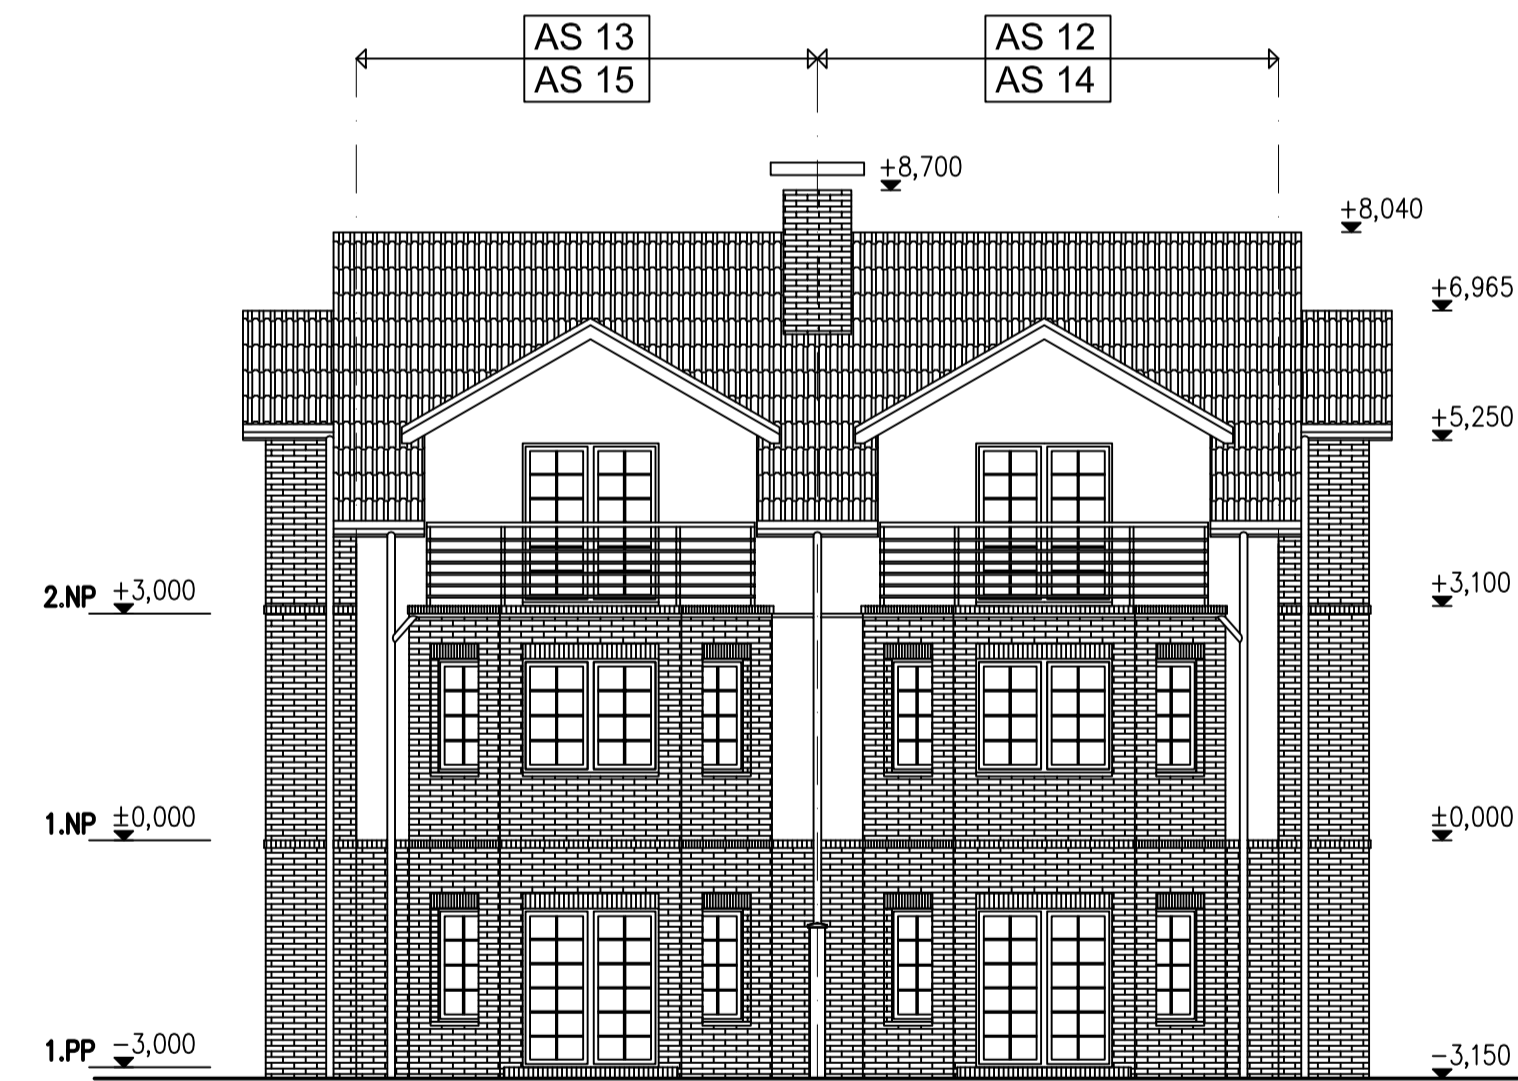 AS 13
AS 15
AS 12
AS 14
+8,700
+8,040
+6,965
+5,250
2.NP +3,000
+3,100
1.NP ±0,000
±0,000
1.PP −3,000
−3,150